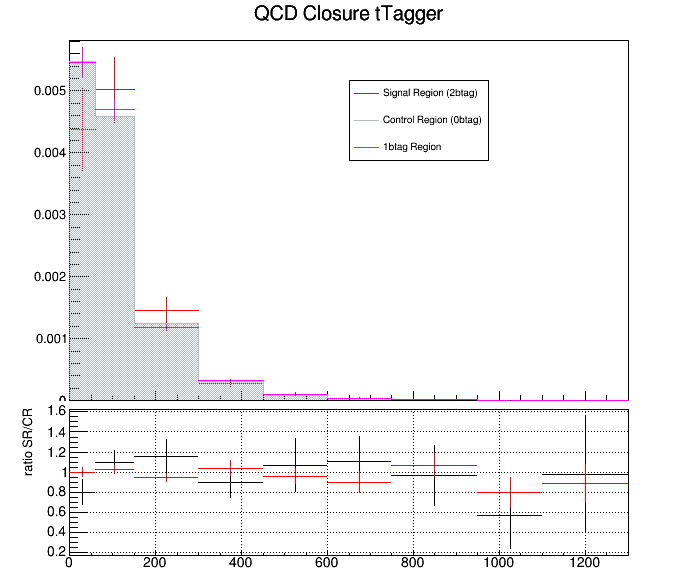 QCD Closure tTagger
0.005
0.004
0.003
0.002
0.001
0
Signal Region (2btag)
Control Region (0btag)
1btag Region
ratio SR/CR
1.6
1.4
1.2
1
0.8
0.6
0.4
0.2
0 200 400 600 800 1000 1200